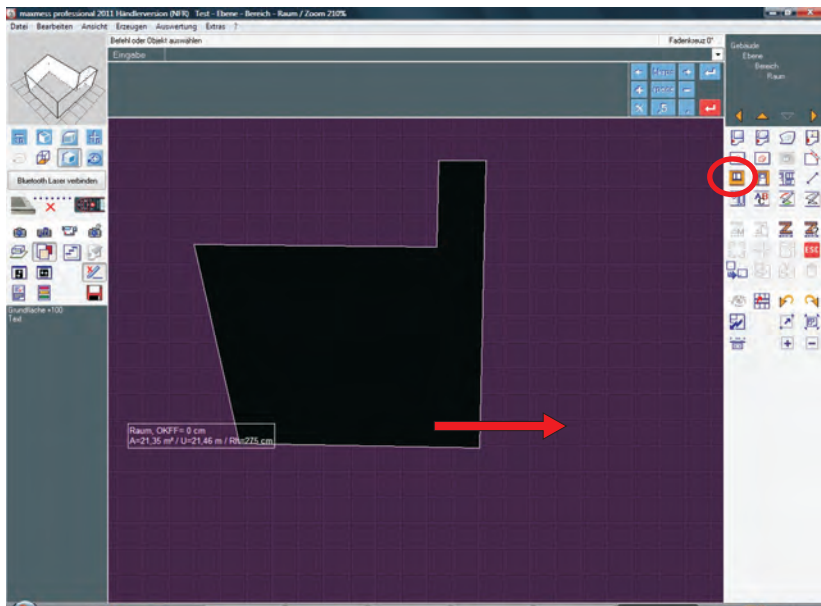 maxmess professional 2011 Händlerversion (NFR) Test - Ebene - Bereich - Raum / Zoom 210%
Datei Bearbeiten Ansicht Erzeugen Auswertung Extras ?
Befehl oder Objekt auswählen
Fadenkreuz 0°
Eingabe
Gebäude
Ebene
Bereich
Raum
Bluetooth Laser verbinden
ESC
Grundfläche <100
Text
Raum, OKFF= 0 cm
A=21,35 m² / U=21,46 m / Rh=275 cm